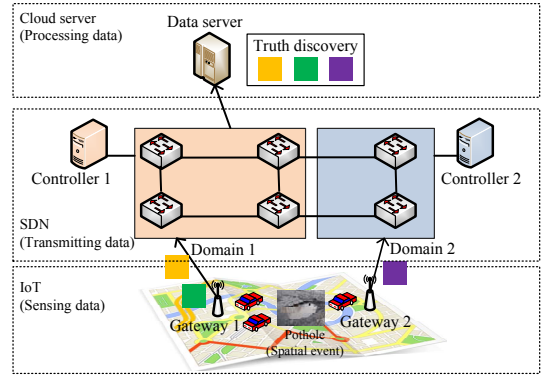 Cloud server
(Processing data)
Data server
Truth discovery
Controller 1
Controller 2
SDN
(Transmitting data)
Domain 1
Domain 2
IoT
(Sensing data)
Gateway 1
Gateway 2
Pothole
(Spatial event)